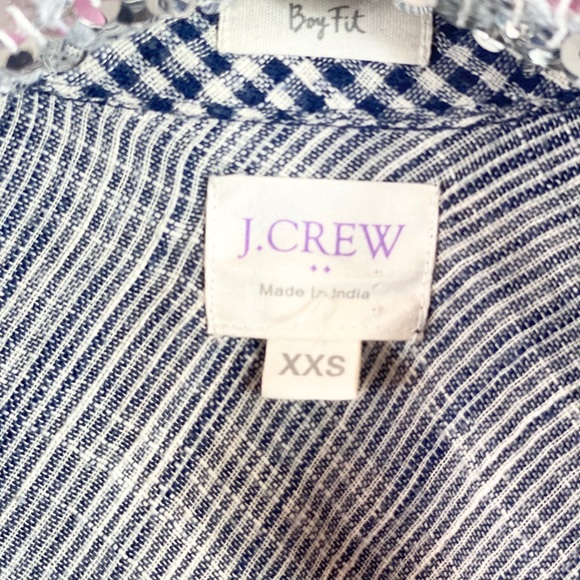 Boy Fit
J.CREW
Made In India
XXS